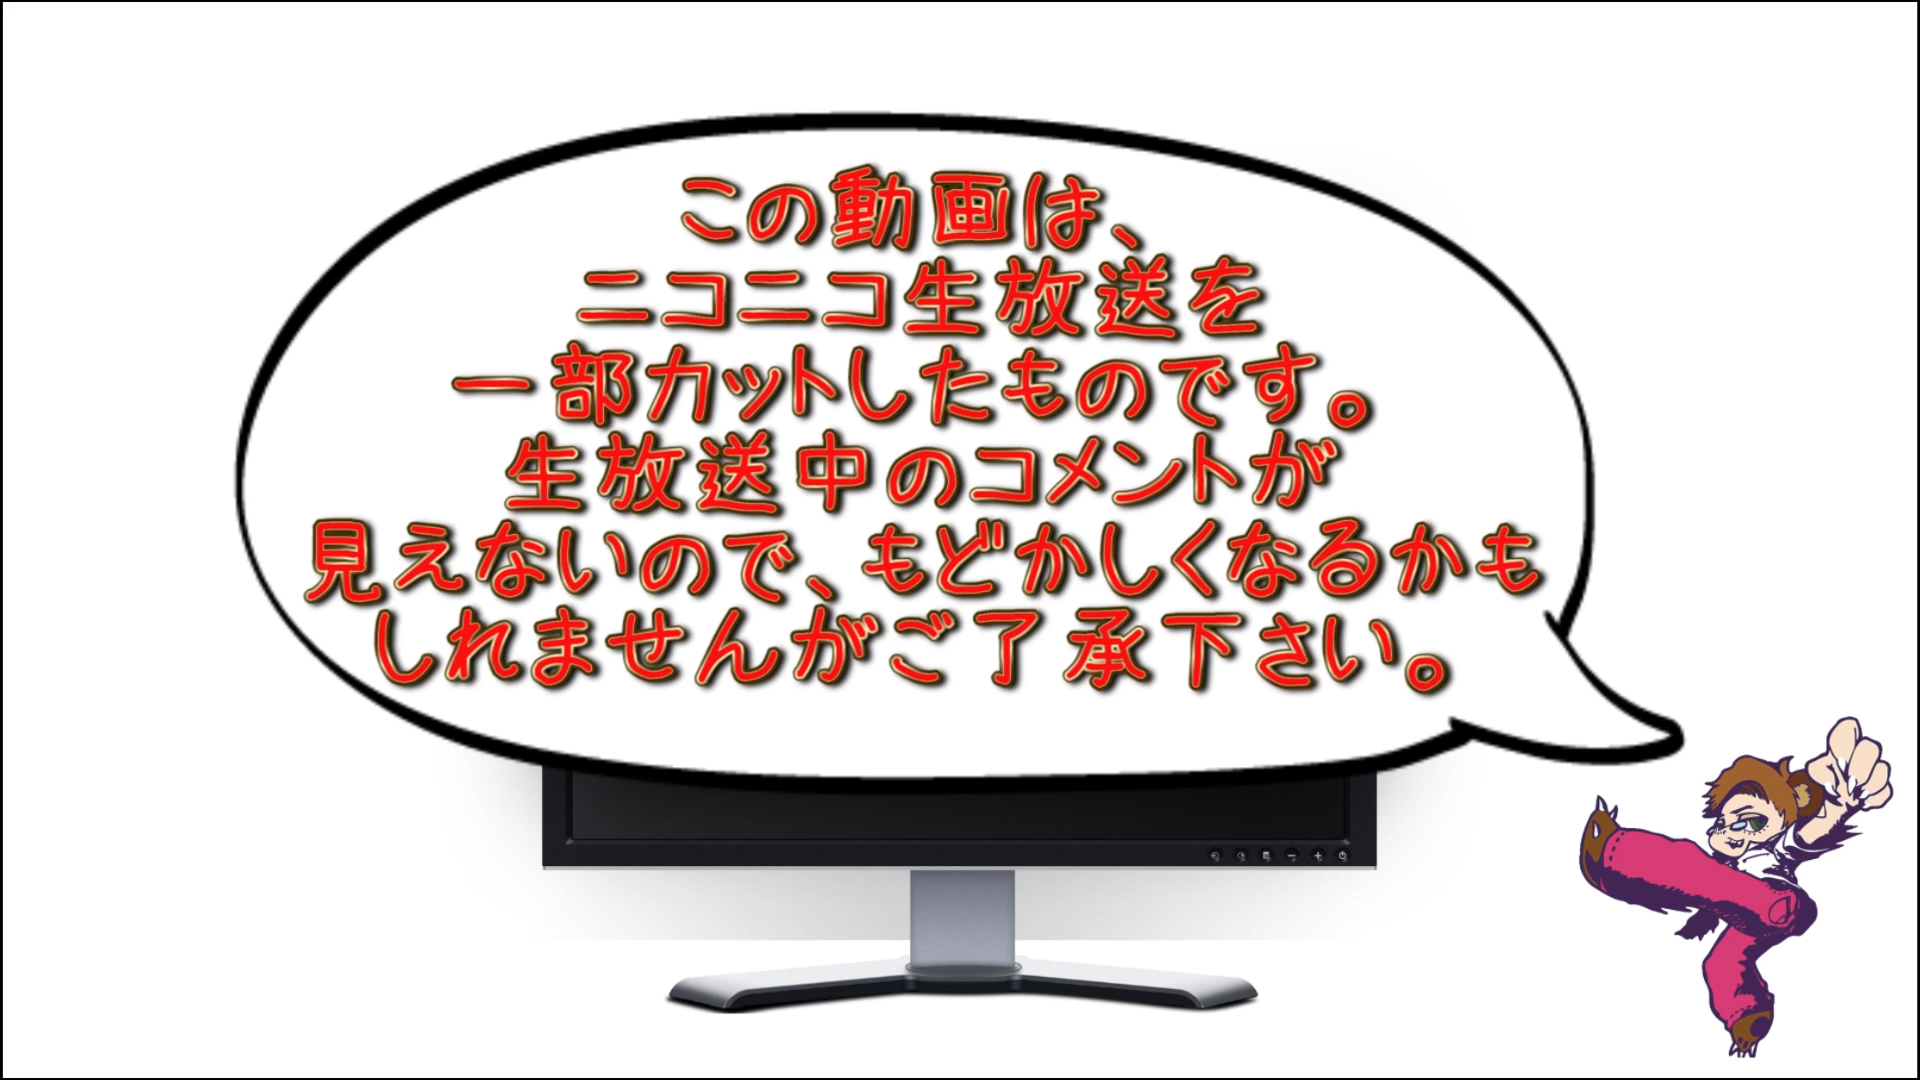 この動画は、
ニコニコ生放送を
一部カットしたものです。
生放送中のコメントが
見えないので、もどかしくなるかも
しれませんがご了承下さい。